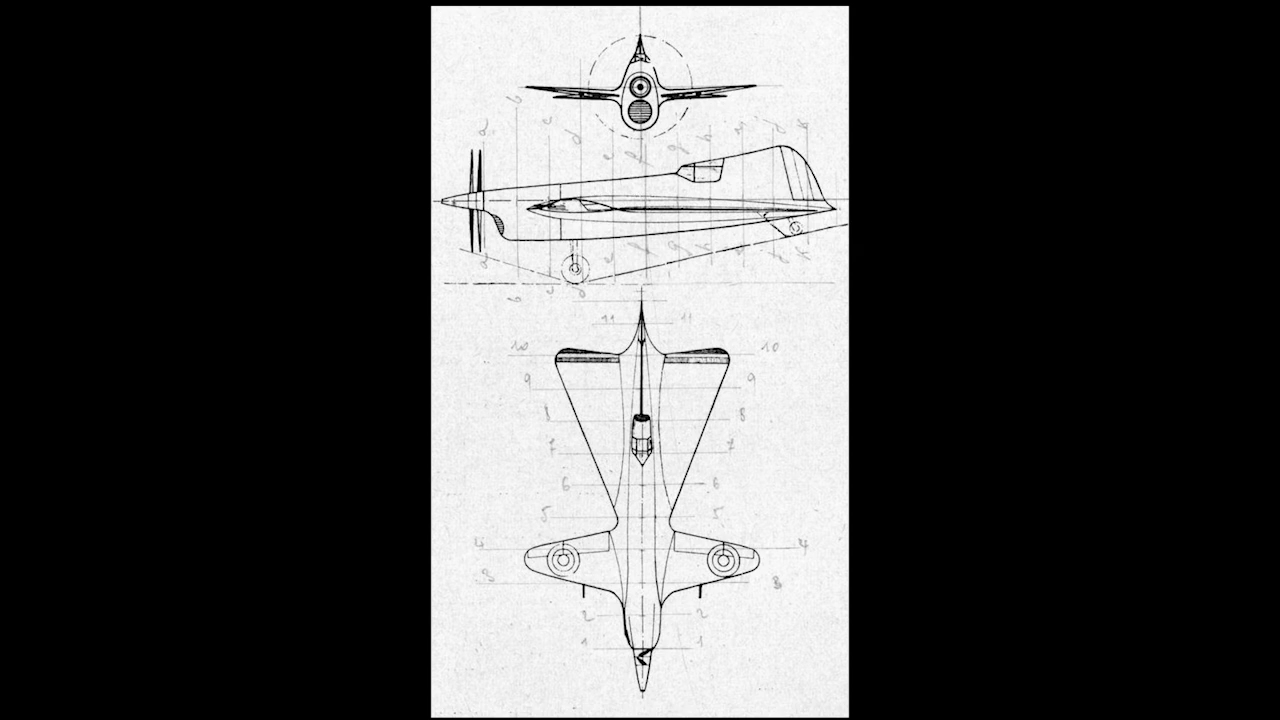 b
a c d e f g h i j k
a c d e f g h i j k
b
11 11
10 10
9 9
8 8
7 7
6 6
5 5
4 4
3 3
2 2
1 1